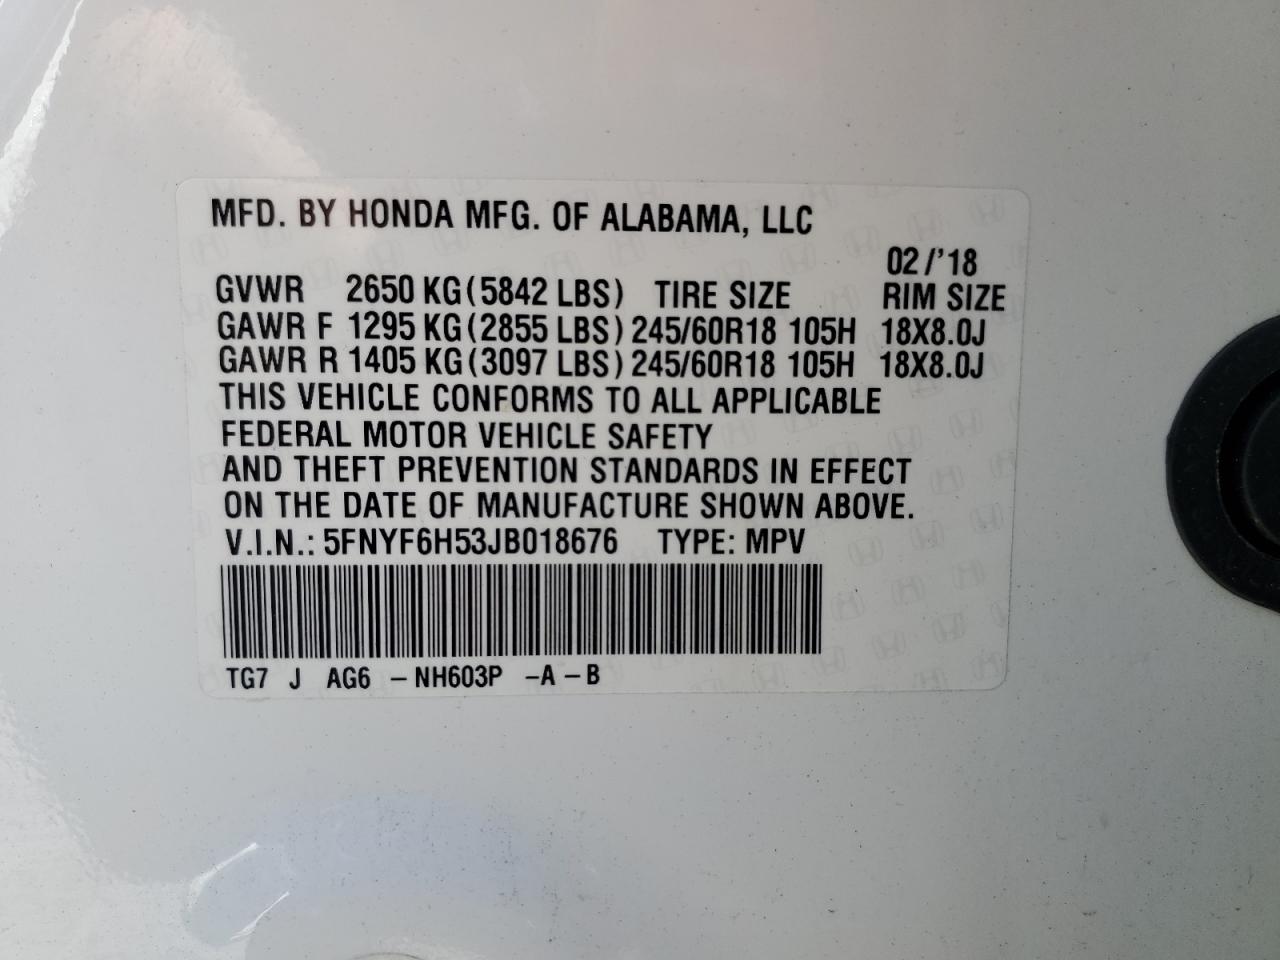 MFD. BY HONDA MFG. OF ALABAMA, LLC
02/'18
GVWR 2650 KG(5842 LBS) TIRE SIZE RIM SIZE
GAWR F 1295 KG(2855 LBS) 245/60R18 105H 18X8.0J
GAWR R 1405 KG(3097 LBS) 245/60R18 105H 18X8.0J
THIS VEHICLE CONFORMS TO ALL APPLICABLE
FEDERAL MOTOR VEHICLE SAFETY
AND THEFT PREVENTION STANDARDS IN EFFECT
ON THE DATE OF MANUFACTURE SHOWN ABOVE.
V.I.N.: 5FNYF6H53JB018676 TYPE: MPV
TG7 J AG6 –NH603P –A–B